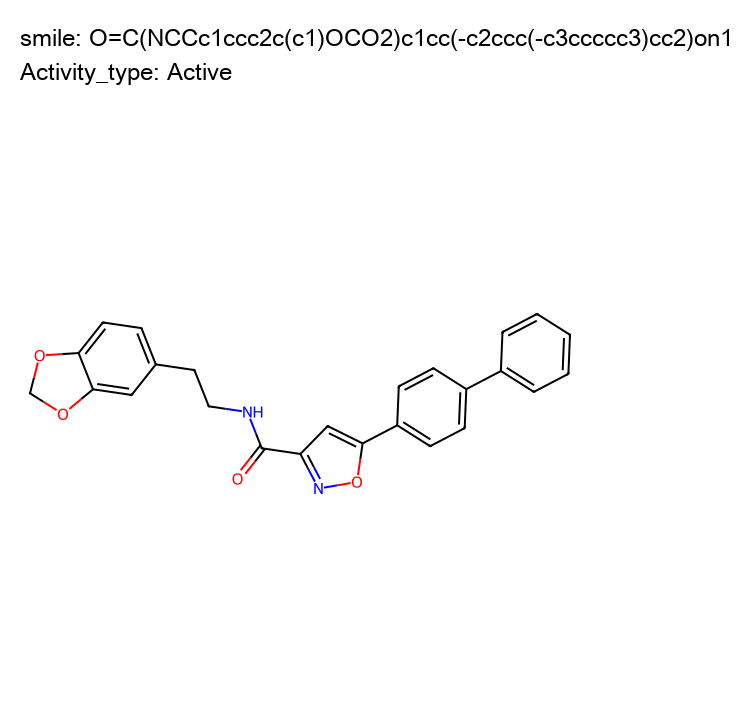 smile: O=C(NCCc1ccc2c(c1)OCO2)c1cc(-c2ccc(-c3ccccc3)cc2)on1
Activity_type: Active
O
O
NH
O
N
O